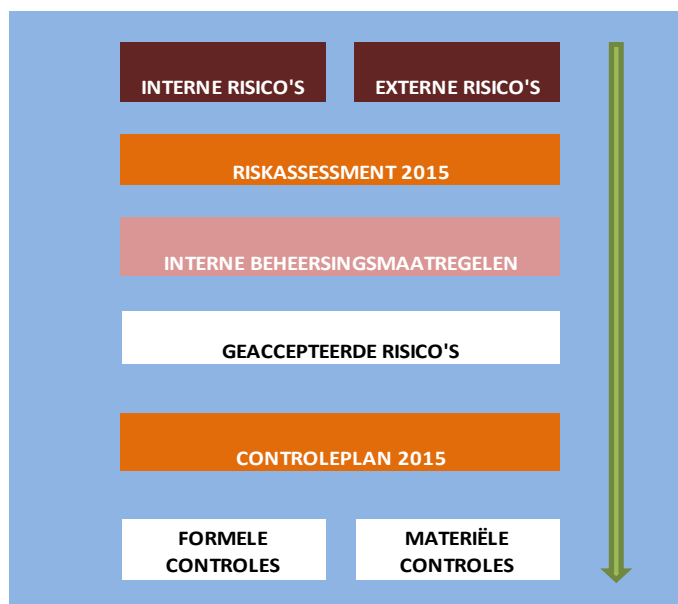 INTERNE RISICO'S
EXTERNE RISICO'S
RISKASSESSMENT 2015
INTERNE BEHEERSINGSMAATREGELEN
GEACCEPTEERDE RISICO'S
CONTROLEPLAN 2015
FORMELE
CONTROLES
MATERIËLE
CONTROLES